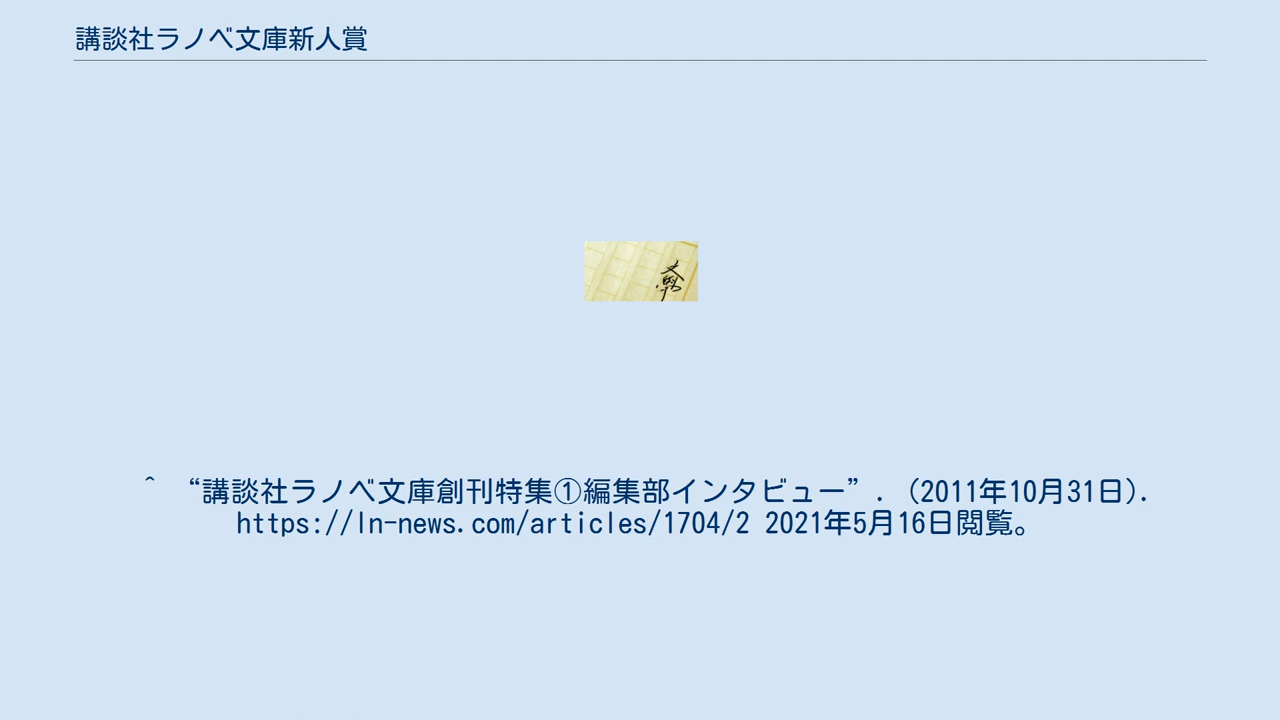 講談社ラノベ文庫新人賞
^ “講談社ラノベ文庫創刊特集①編集部インタビュー”. (2011年10月31日).
https://ln-news.com/articles/1704/2 2021年5月16日閲覧。